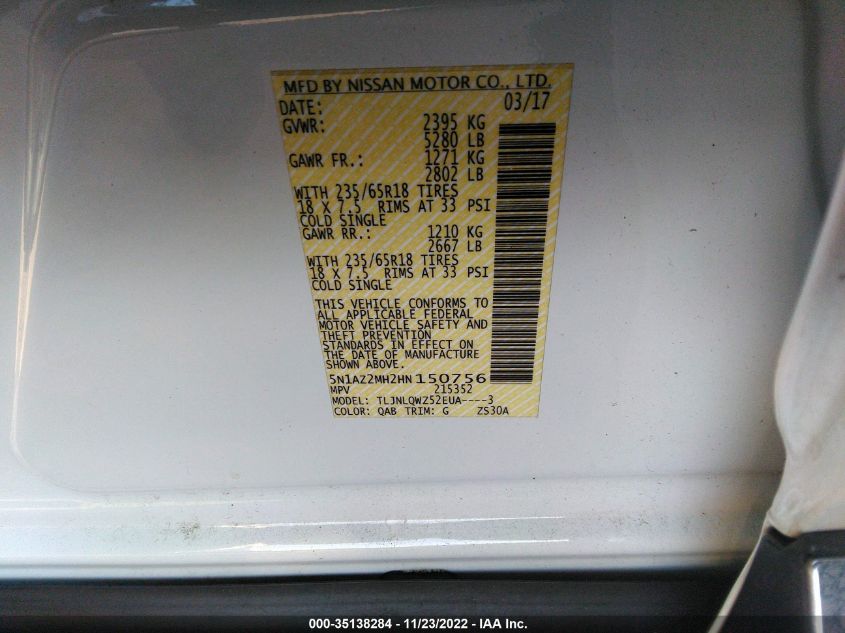 MFD BY NISSAN MOTOR CO., LTD.
DATE: 03/17
GVWR: 2395 KG
5280 LB
GAWR FR.: 1271 KG
2802 LB
WITH 235/65R18 TIRES
18 X 7.5 RIMS AT 33 PSI
COLD SINGLE
GAWR RR.: 1210 KG
2667 LB
WITH 235/65R18 TIRES
18 X 7.5 RIMS AT 33 PSI
COLD SINGLE
THIS VEHICLE CONFORMS TO
ALL APPLICABLE FEDERAL
MOTOR VEHICLE SAFETY AND
THEFT PREVENTION
STANDARDS IN EFFECT ON
THE DATE OF MANUFACTURE
SHOWN ABOVE.
5N1AZ2MH2HN150756
MPV 215352
MODEL: TLJNLQWZ52EUA----3
COLOR: QAB TRIM: G ZS30A
000-35138284 - 11/23/2022 - IAA Inc.